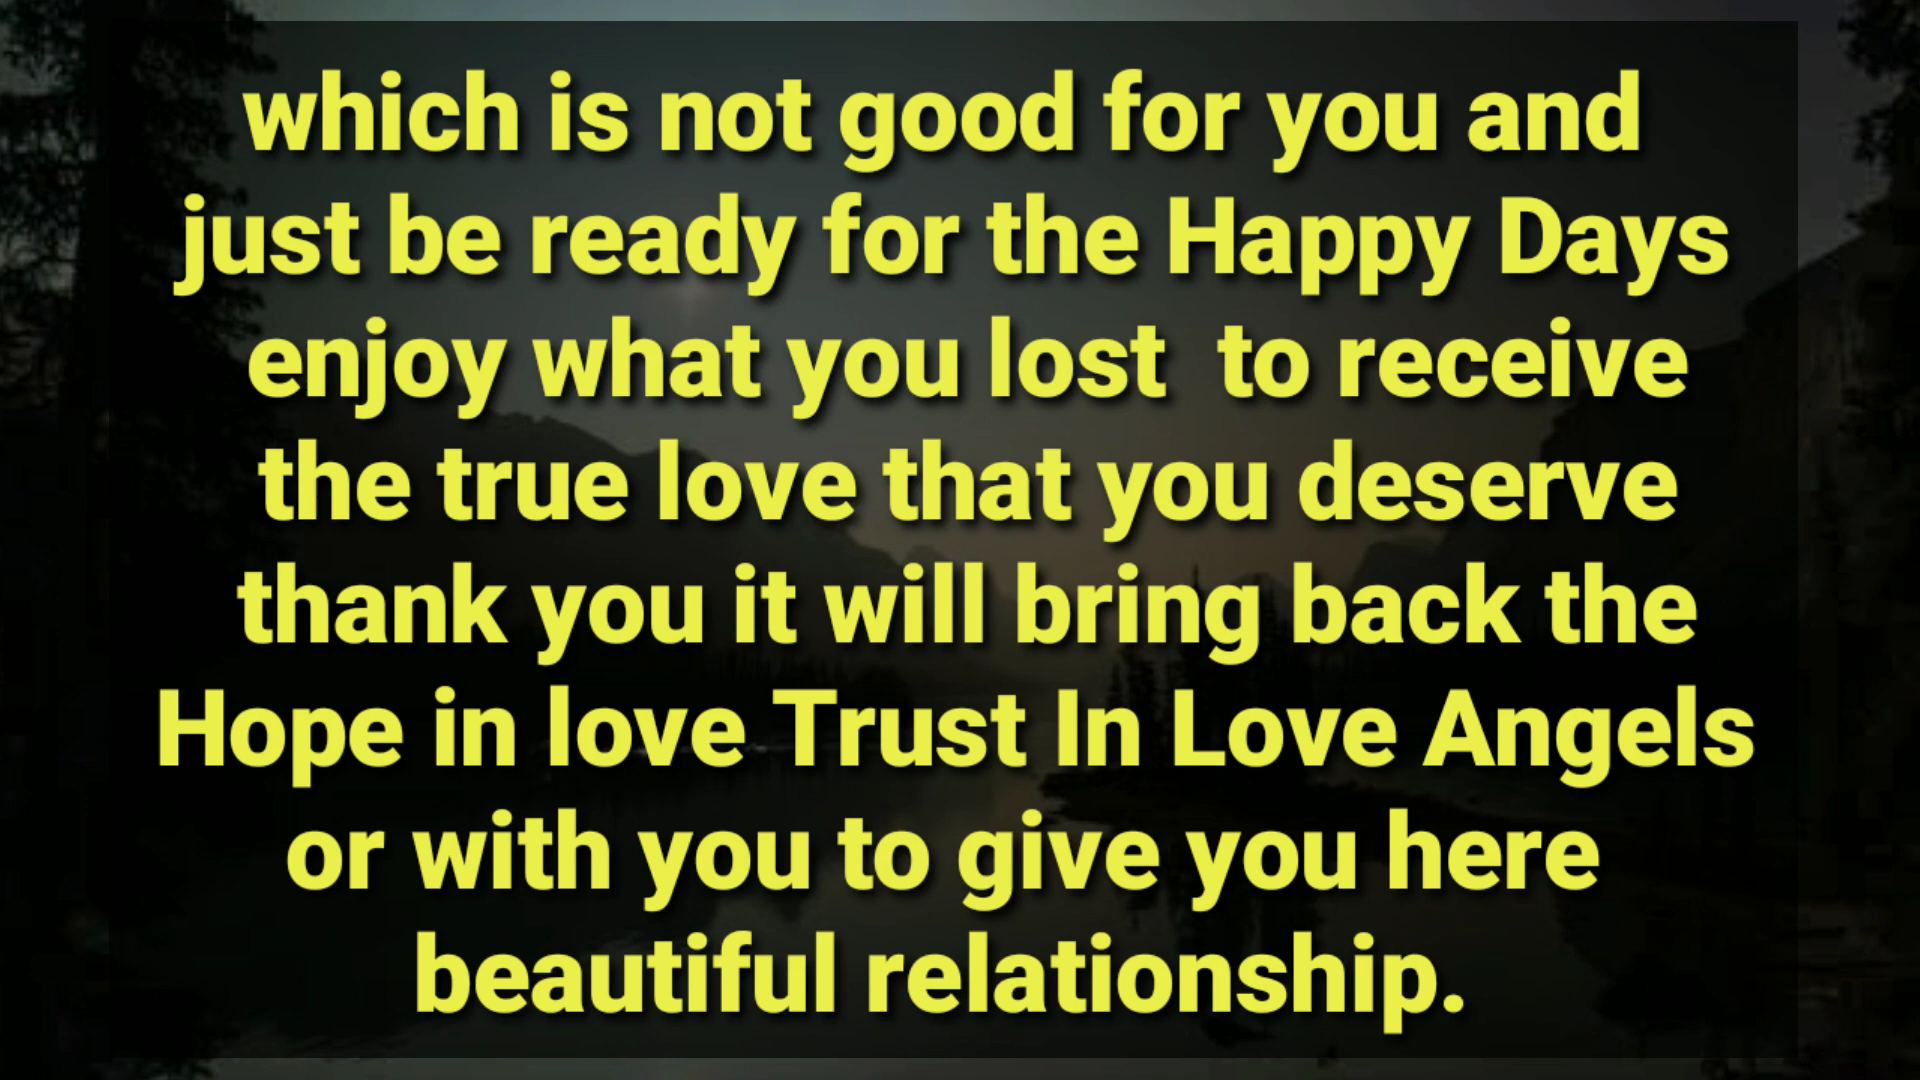 which is not good for you and
just be ready for the Happy Days
enjoy what you lost  to receive
the true love that you deserve
thank you it will bring back the
Hope in love Trust In Love Angels
or with you to give you here
beautiful relationship.